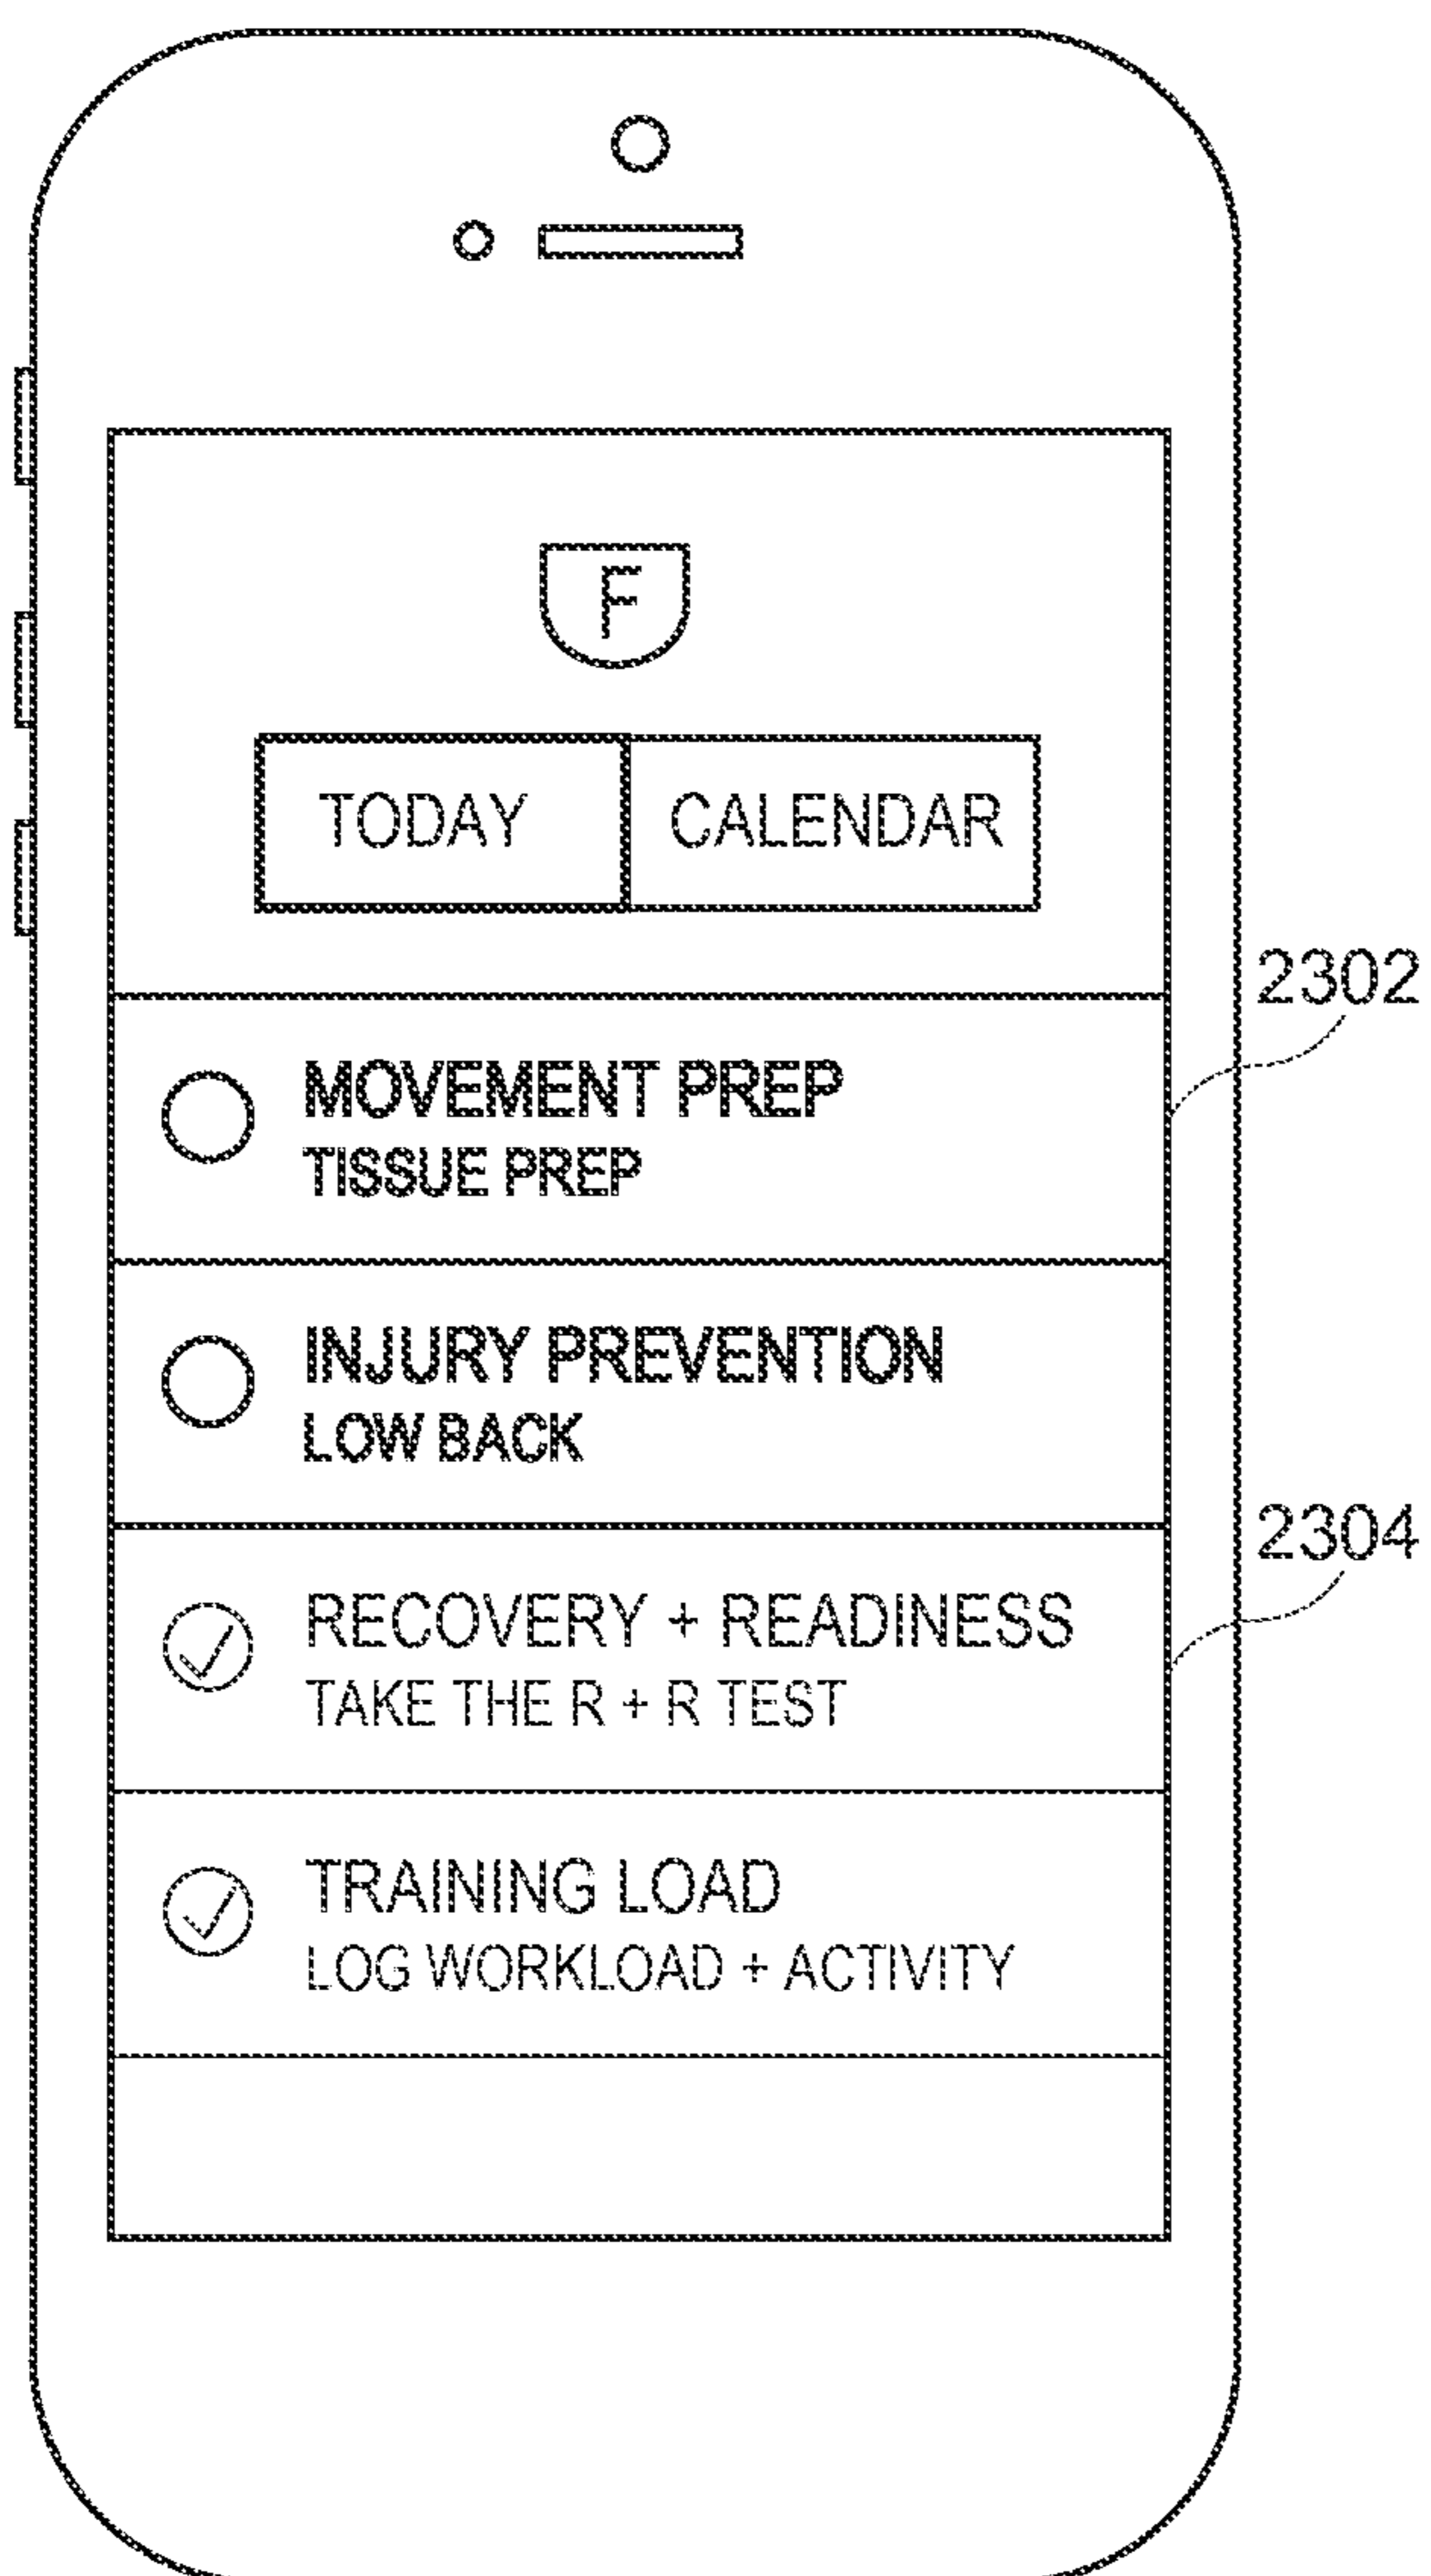 F
TODAY CALENDAR
2302
MOVEMENT PREP
TISSUE PREP
INJURY PREVENTION
LOW BACK
2304
RECOVERY + READINESS
TAKE THE R + R TEST
TRAINING LOAD
LOG WORKLOAD + ACTIVITY